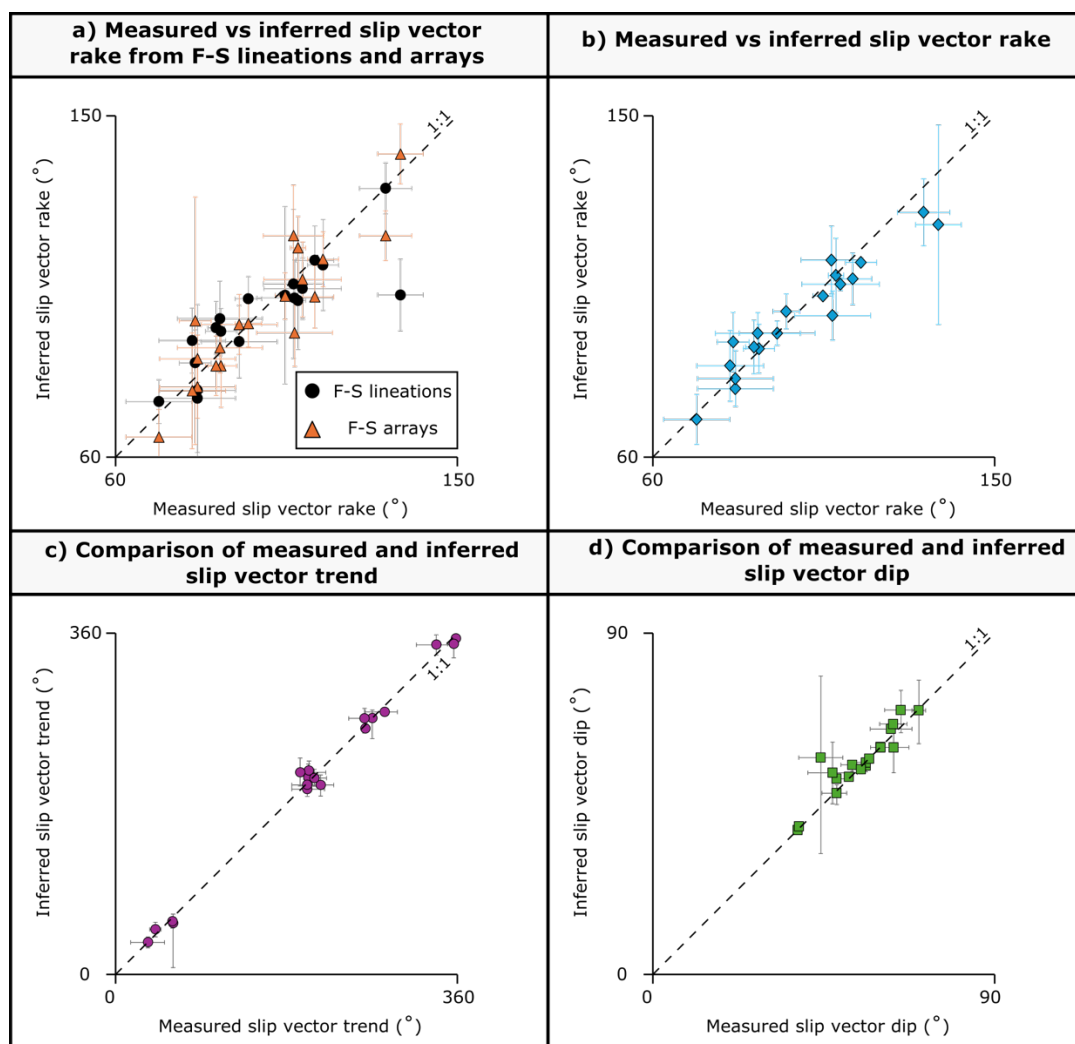 a) Measured vs inferred slip vector
rake from F-S lineations and arrays
b) Measured vs inferred slip vector rake
150
1:1
Inferred slip vector rake (°)
F-S lineations
F-S arrays
60
60
150
Measured slip vector rake (°)
150
1:1
Inferred slip vector rake (°)
60
60
150
Measured slip vector rake (°)
c) Comparison of measured and inferred
slip vector trend
d) Comparison of measured and inferred
slip vector dip
360
1:1
Inferred slip vector trend (°)
0
0
360
Measured slip vector trend (°)
90
1:1
Inferred slip vector dip (°)
0
0
90
Measured slip vector dip (°)